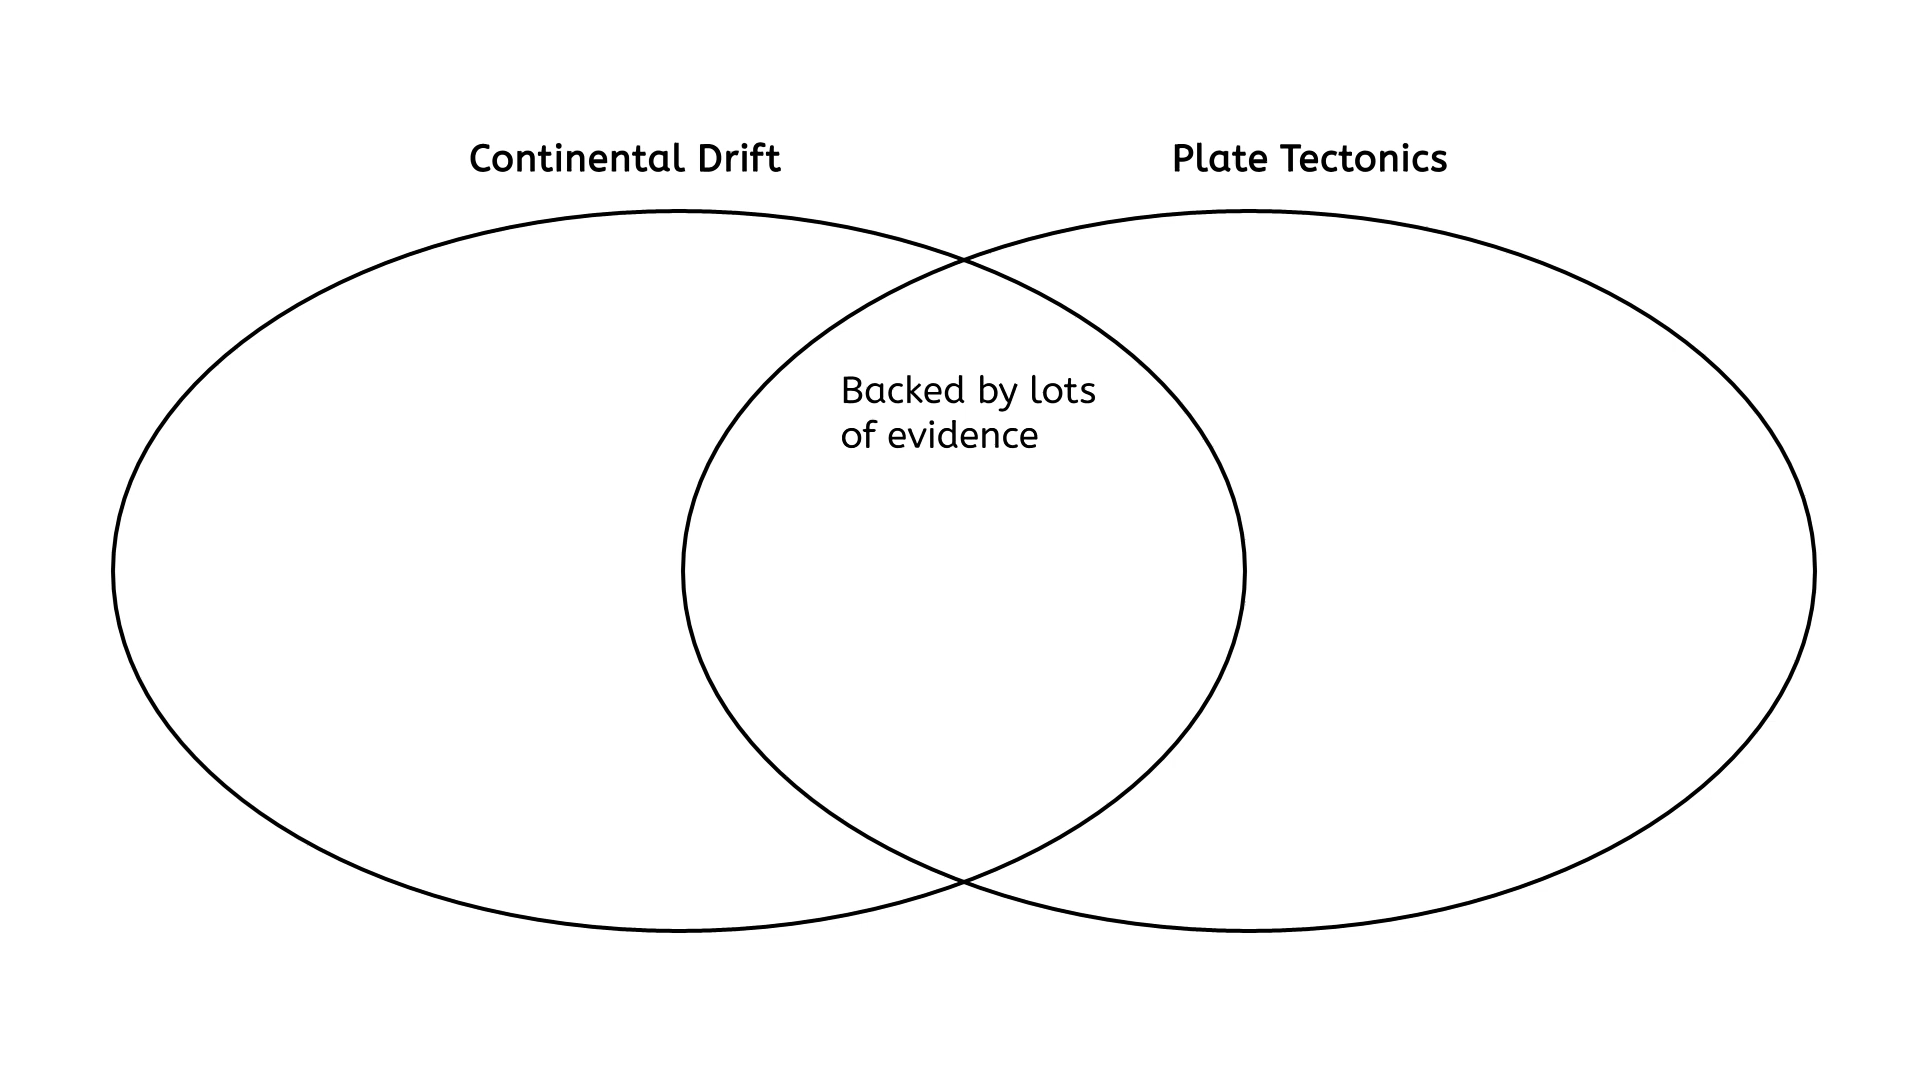 Continental Drift
Plate Tectonics
Backed by lots
of evidence